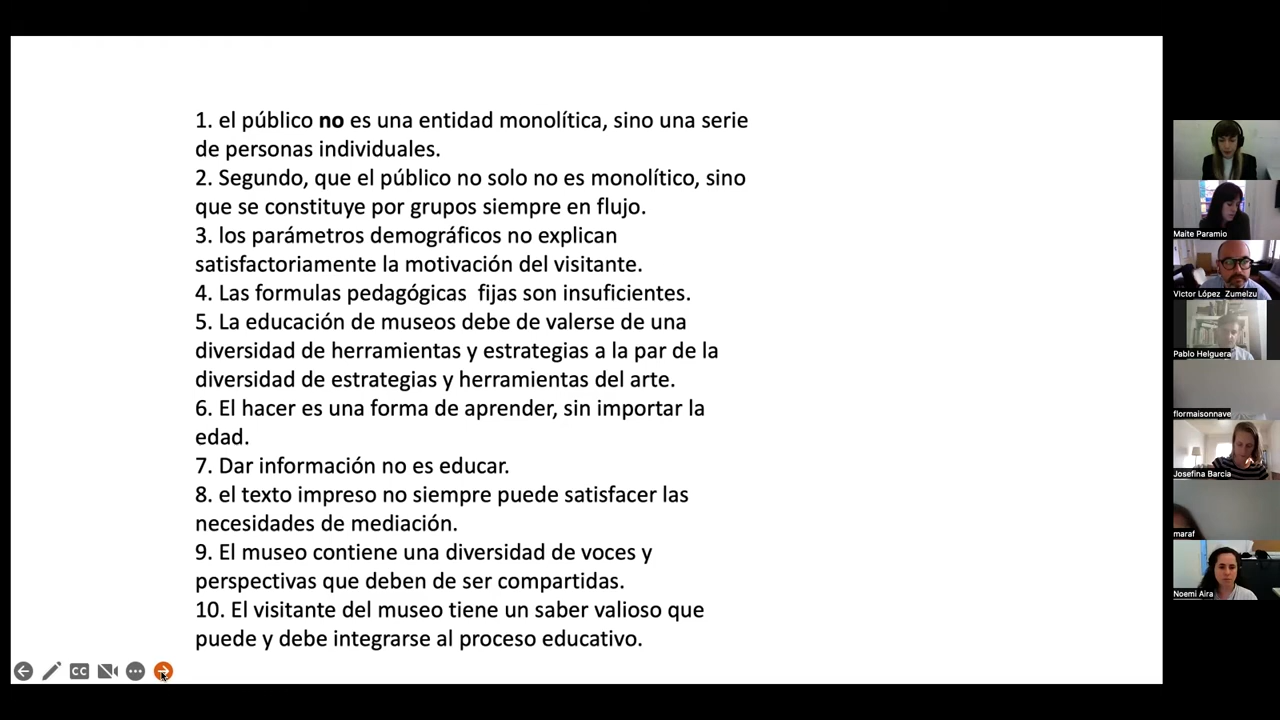 1. el público no es una entidad monolítica, sino una serie
de personas individuales.
2. Segundo, que el público no solo no es monolítico, sino
que se constituye por grupos siempre en flujo.
3. los parámetros demográficos no explican
satisfactoriamente la motivación del visitante.
4. Las formulas pedagógicas  fijas son insuficientes.
5. La educación de museos debe de valerse de una
diversidad de herramientas y estrategias a la par de la
diversidad de estrategias y herramientas del arte.
6. El hacer es una forma de aprender, sin importar la
edad.
7. Dar información no es educar.
8. el texto impreso no siempre puede satisfacer las
necesidades de mediación.
9. El museo contiene una diversidad de voces y
perspectivas que deben de ser compartidas.
10. El visitante del museo tiene un saber valioso que
puede y debe integrarse al proceso educativo.
CC
Maite Paramio
Victor López Zumelzu
Pablo Helguera
flormaisonnave
Josefina Barcia
maraf
Noemi Aira